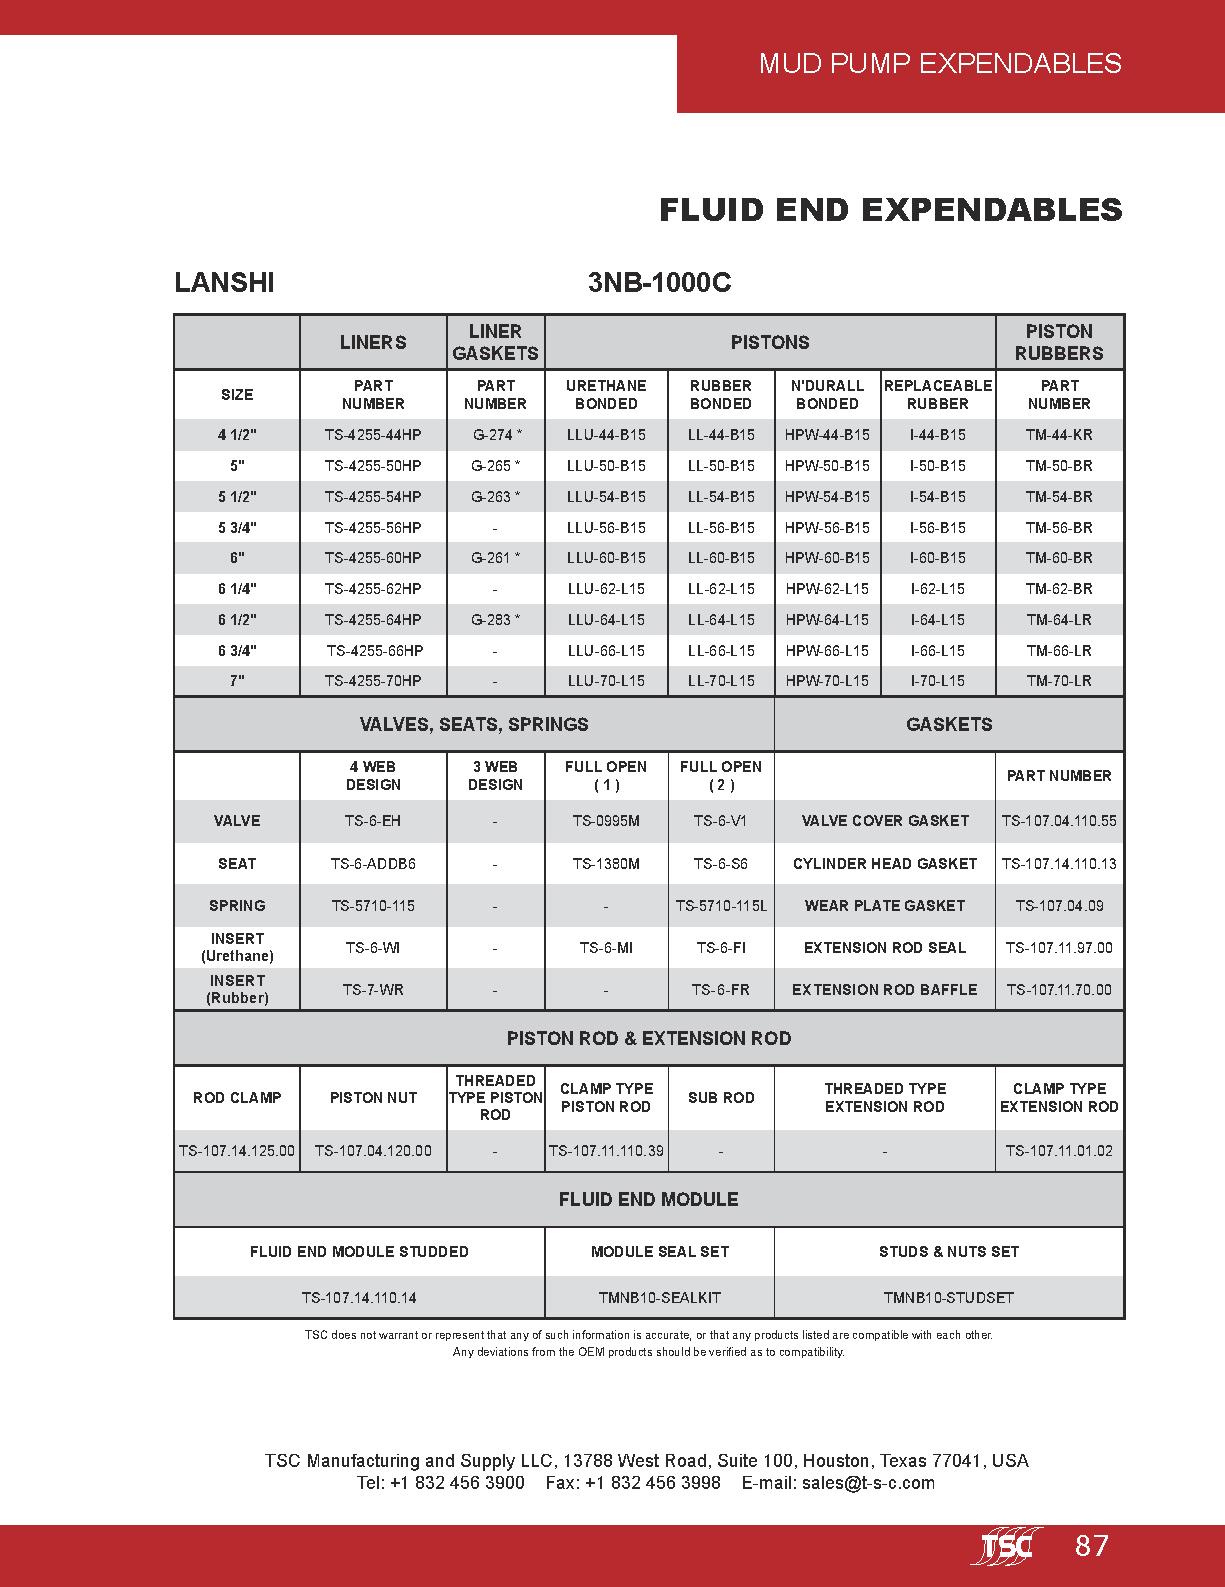 MUD PUMP EXPENDABLES
FLUID END EXPENDABLES
LANSHI 3NB-1000C
LINERS LINER GASKETS PISTONS PISTON RUBBERS
SIZE PART NUMBER PART NUMBER URETHANE BONDED RUBBER BONDED N'DURALL BONDED REPLACEABLE RUBBER PART NUMBER
4 1/2" TS-4255-44HP G-274 * LLU-44-B15 LL-44-B15 HPW-44-B15 I-44-B15 TM-44-KR
5" TS-4255-50HP G-265 * LLU-50-B15 LL-50-B15 HPW-50-B15 I-50-B15 TM-50-BR
5 1/2" TS-4255-54HP G-263 * LLU-54-B15 LL-54-B15 HPW-54-B15 I-54-B15 TM-54-BR
5 3/4" TS-4255-56HP - LLU-56-B15 LL-56-B15 HPW-56-B15 I-56-B15 TM-56-BR
6" TS-4255-60HP G-261 * LLU-60-B15 LL-60-B15 HPW-60-B15 I-60-B15 TM-60-BR
6 1/4" TS-4255-62HP - LLU-62-L15 LL-62-L15 HPW-62-L15 I-62-L15 TM-62-BR
6 1/2" TS-4255-64HP G-283 * LLU-64-L15 LL-64-L15 HPW-64-L15 I-64-L15 TM-64-LR
6 3/4" TS-4255-66HP - LLU-66-L15 LL-66-L15 HPW-66-L15 I-66-L15 TM-66-LR
7" TS-4255-70HP - LLU-70-L15 LL-70-L15 HPW-70-L15 I-70-L15 TM-70-LR
VALVES, SEATS, SPRINGS GASKETS
4 WEB DESIGN 3 WEB DESIGN FULL OPEN ( 1 ) FULL OPEN ( 2 ) PART NUMBER
VALVE TS-6-EH - TS-0995M TS-6-V1 VALVE COVER GASKET TS-107.04.110.55
SEAT TS-6-ADDB6 - TS-1380M TS-6-S6 CYLINDER HEAD GASKET TS-107.14.110.13
SPRING TS-5710-115 - - TS-5710-115L WEAR PLATE GASKET TS-107.04.09
INSERT (Urethane) TS-6-WI - TS-6-MI TS-6-FI EXTENSION ROD SEAL TS-107.11.97.00
INSERT (Rubber) TS-7-WR - - TS-6-FR EXTENSION ROD BAFFLE TS-107.11.70.00
PISTON ROD & EXTENSION ROD
ROD CLAMP PISTON NUT THREADED TYPE PISTON ROD CLAMP TYPE PISTON ROD SUB ROD THREADED TYPE EXTENSION ROD CLAMP TYPE EXTENSION ROD
TS-107.14.125.00 TS-107.04.120.00 - TS-107.11.110.39 - - TS-107.11.01.02
FLUID END MODULE
FLUID END MODULE STUDDED MODULE SEAL SET STUDS & NUTS SET
TS-107.14.110.14 TMNB10-SEALKIT TMNB10-STUDSET
TSC does not warrant or represent that any of such information is accurate, or that any products listed are compatible with each other.
Any deviations from the OEM products should be verified as to compatibility.
TSC Manufacturing and Supply LLC, 13788 West Road, Suite 100, Houston, Texas 77041, USA
Tel: +1 832 456 3900 Fax: +1 832 456 3998 E-mail: sales@t-s-c.com
TSC 87